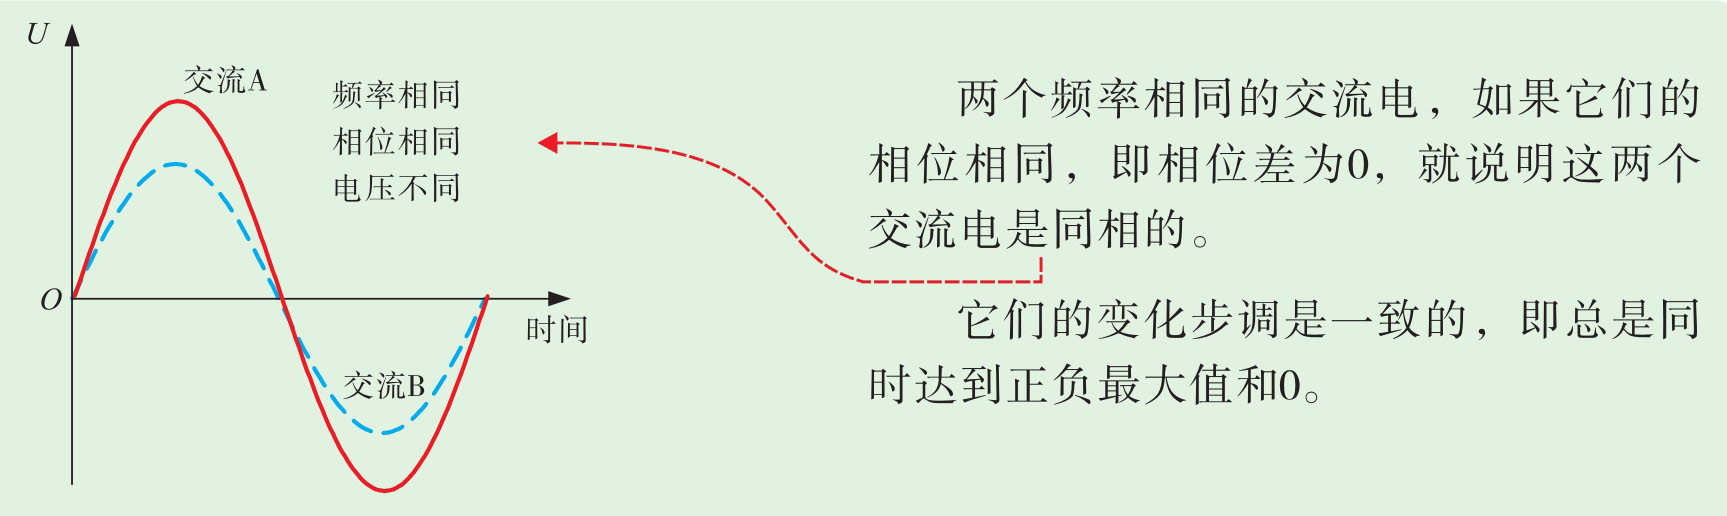 U
交流A
频率相同
相位相同
电压不同
O
时间
交流B
两个频率相同的交流电，如果它们的
相位相同，即相位差为0，就说明这两个
交流电是同相的。
它们的变化步调是一致的，即总是同
时达到正负最大值和0。